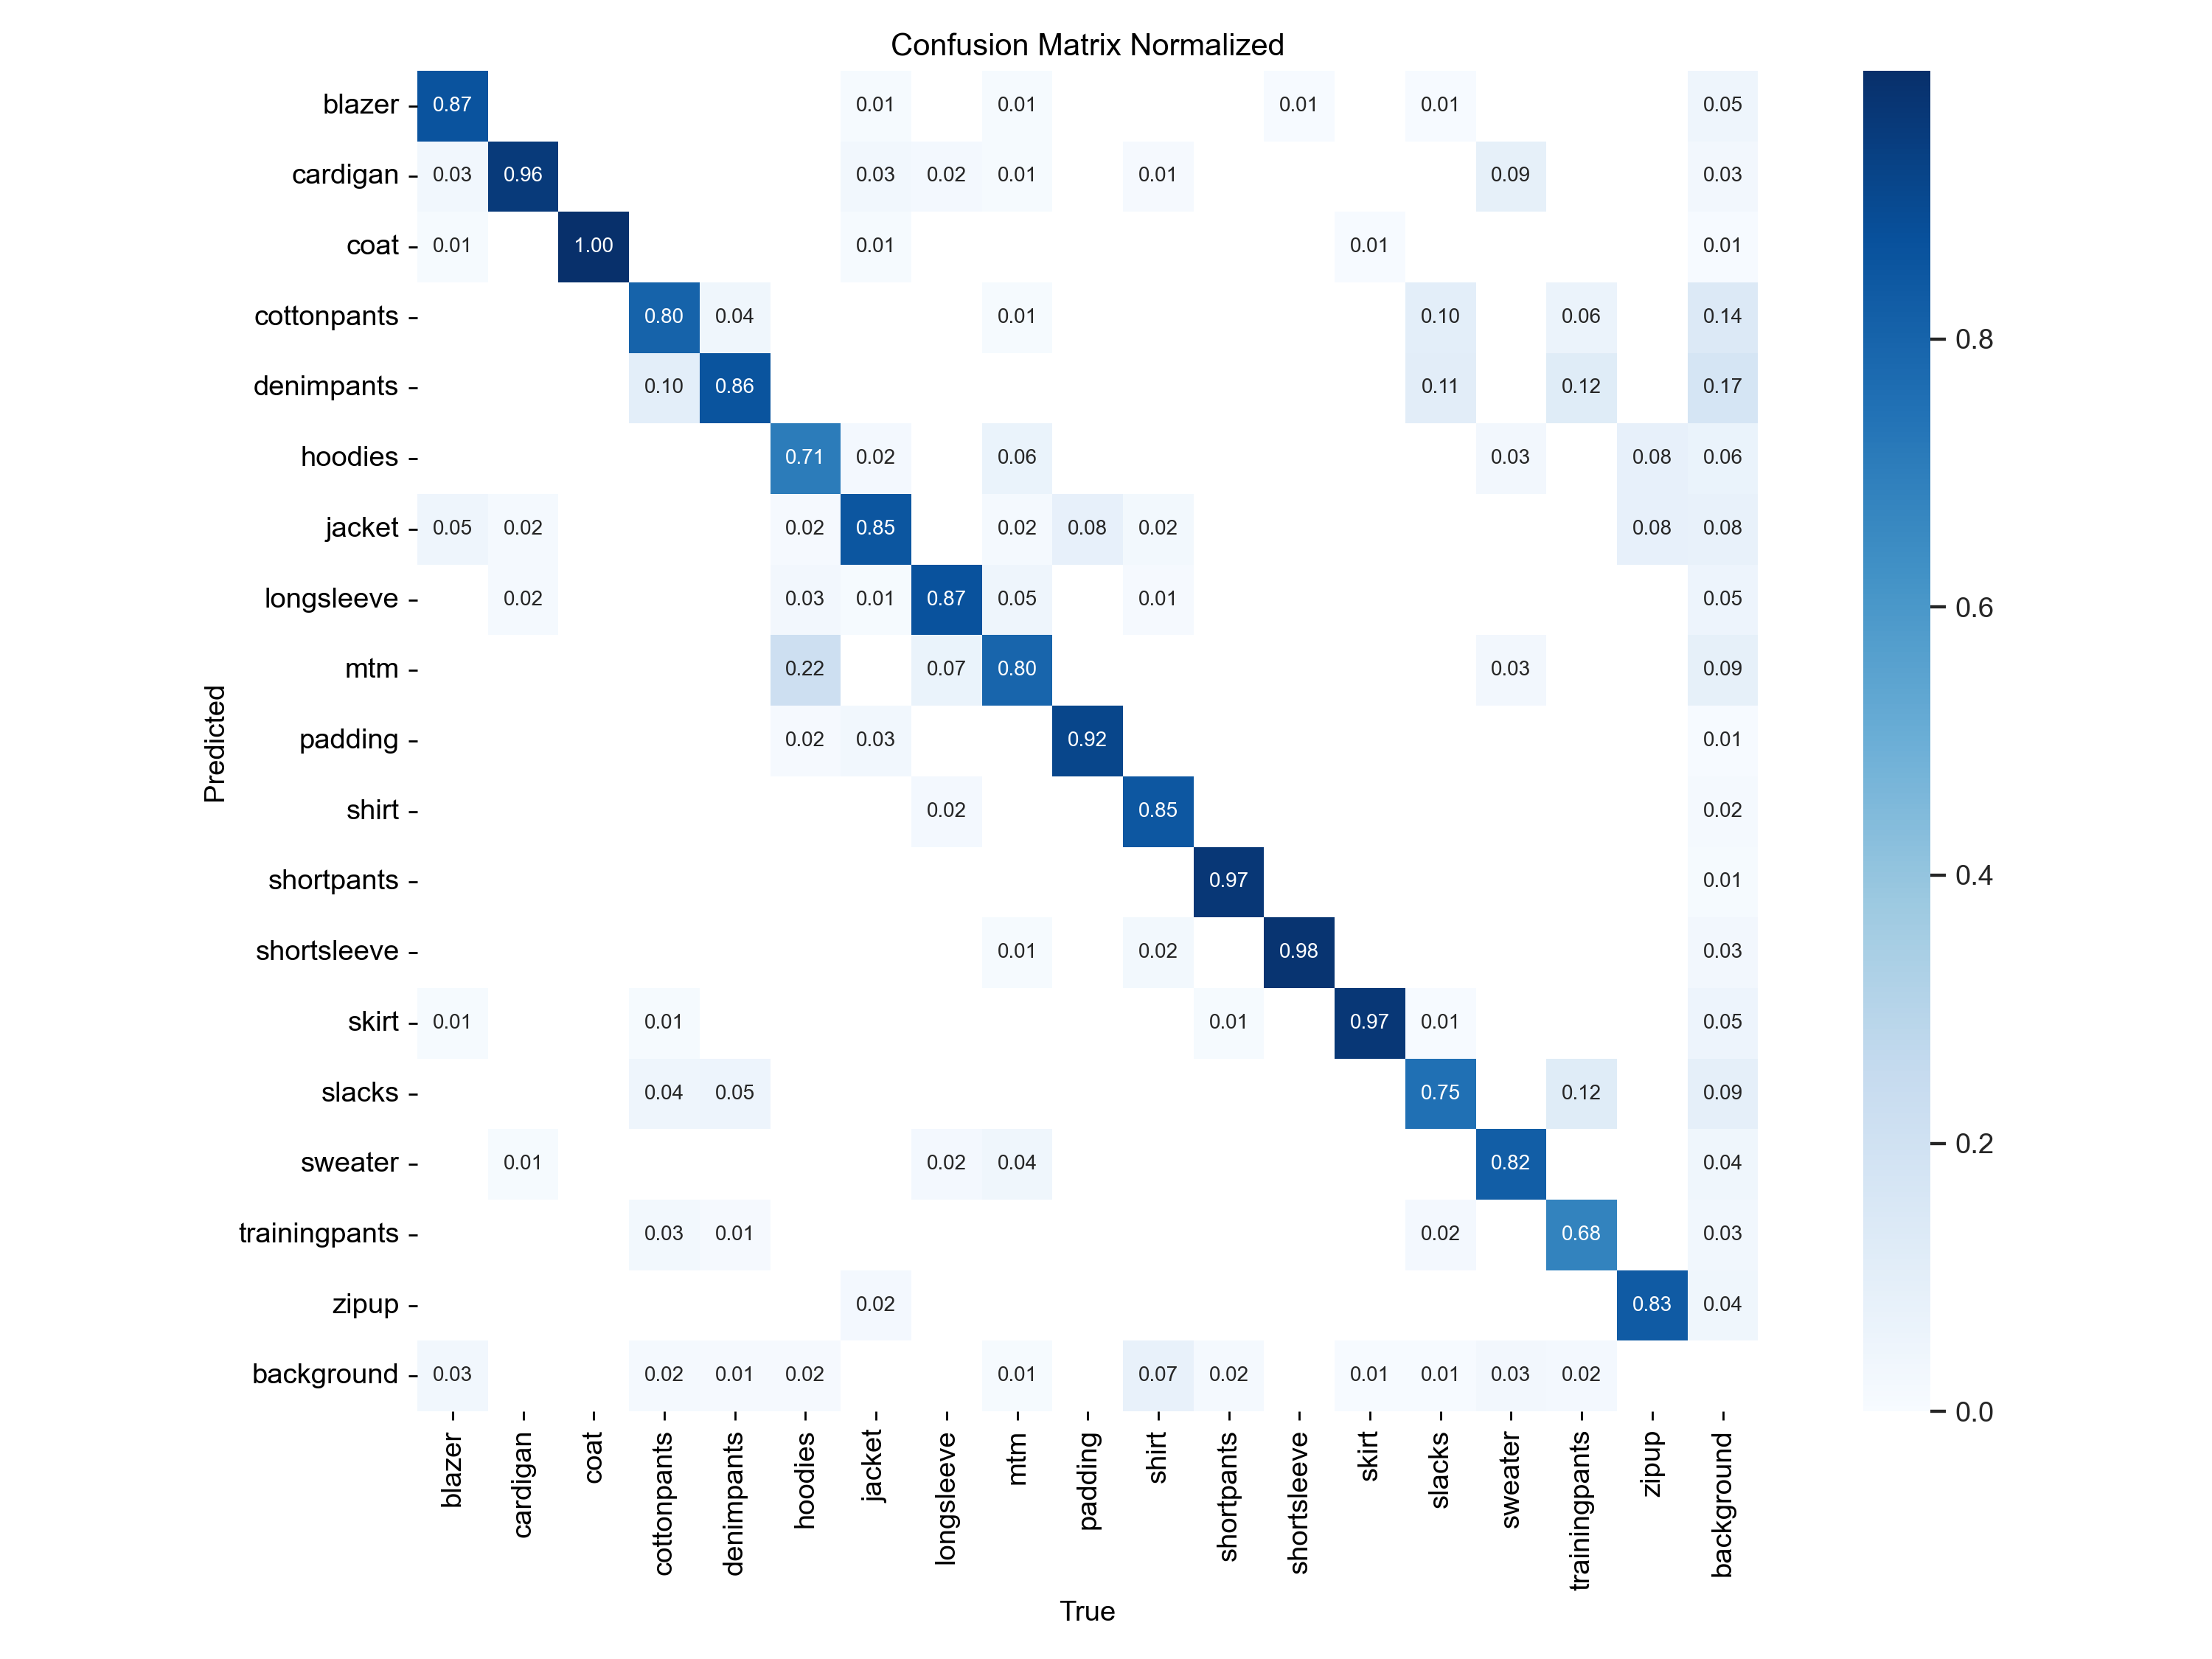 Confusion Matrix Normalized
blazer 0.87 0.01 0.01 0.01 0.01 0.05
cardigan 0.03 0.96 0.03 0.02 0.01 0.01 0.09 0.03
coat 0.01 1.00 0.01 0.01 0.01
cottonpants 0.80 0.04 0.01 0.10 0.06 0.14
denimpants 0.10 0.86 0.11 0.12 0.17
hoodies 0.71 0.02 0.06 0.03 0.08 0.06
jacket 0.05 0.02 0.02 0.85 0.02 0.08 0.02 0.08 0.08
longsleeve 0.02 0.03 0.01 0.87 0.05 0.01 0.05
mtm 0.22 0.07 0.80 0.03 0.09
padding 0.02 0.03 0.92 0.01
shirt 0.02 0.85 0.02
shortpants 0.97 0.01
shortsleeve 0.01 0.02 0.98 0.03
skirt 0.01 0.01 0.01 0.97 0.01 0.05
slacks 0.04 0.05 0.75 0.12 0.09
sweater 0.01 0.02 0.04 0.82 0.04
trainingpants 0.03 0.01 0.02 0.68 0.03
zipup 0.02 0.83 0.04
background 0.03 0.02 0.01 0.02 0.01 0.07 0.02 0.01 0.01 0.03 0.02
Predicted
blazer cardigan coat cottonpants denimpants hoodies jacket longsleeve mtm padding shirt shortpants shortsleeve skirt slacks sweater trainingpants zipup background
True
0.8
0.6
0.4
0.2
0.0